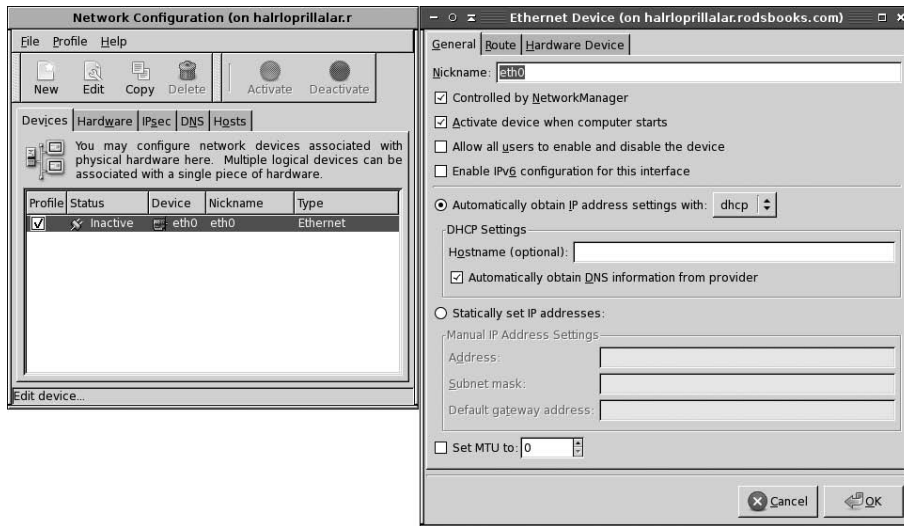 Network Configuration (on halrloprillalar.r
File Profile Help
New Edit Copy Delete Activate Deactivate
Devices Hardware IPsec DNS Hosts
You may configure network devices associated with
physical hardware here. Multiple logical devices can be
associated with a single piece of hardware.
Profile Status Device Nickname Type
Inactive eth0 eth0 Ethernet
Edit device...
Ethernet Device (on halrloprillalar.rodsbooks.com)
General Route Hardware Device
Nickname: eth0
Controlled by NetworkManager
Activate device when computer starts
Allow all users to enable and disable the device
Enable IPv6 configuration for this interface
Automatically obtain IP address settings with: dhcp
DHCP Settings
Hostname (optional):
Automatically obtain DNS information from provider
Statically set IP addresses:
Manual IP Address Settings
Address:
Subnet mask:
Default gateway address:
Set MTU to: 0
Cancel OK